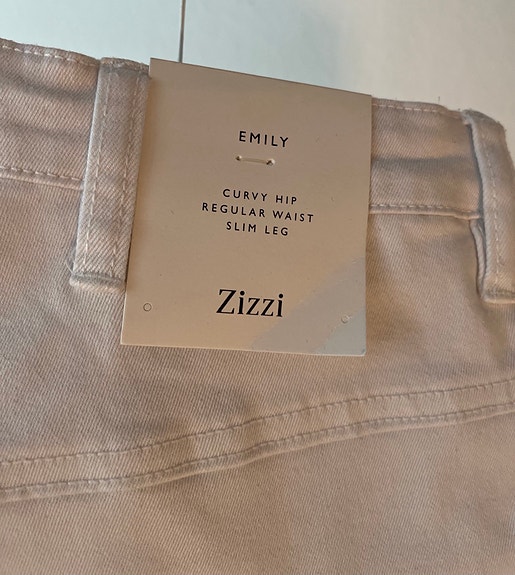 EMILY
CURVY HIP
REGULAR WAIST
SLIM LEG
Zizzi